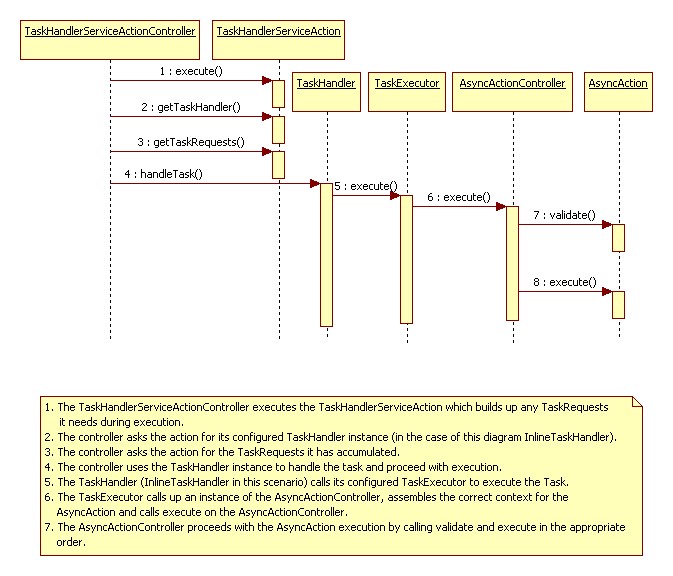 TaskHandlerServiceActionController
TaskHandlerServiceAction
1 : execute()
TaskHandler
TaskExecutor
AsyncActionController
AsyncAction
2 : getTaskHandler()
3 : getTaskRequests()
4 : handleTask()
5 : execute()
6 : execute()
7 : validate()
8 : execute()
1. The TaskHandlerServiceActionController executes the TaskHandlerServiceAction which builds up any TaskRequests
it needs during execution.
2. The controller asks the action for its configured TaskHandler instance (in the case of this diagram InlineTaskHandler).
3. The controller asks the action for the TaskRequests it has accumulated.
4. The controller uses the TaskHandler instance to handle the task and proceed with execution.
5. The TaskHandler (InlineTaskHandler in this scenario) calls its configured TaskExecutor to execute the Task.
6. The TaskExecutor calls up an instance of the AsyncActionController, assembles the correct context for the
AsyncAction and calls execute on the AsyncActionController.
7. The AsyncActionController proceeds with the AsyncAction execution by calling validate and execute in the appropriate
order.